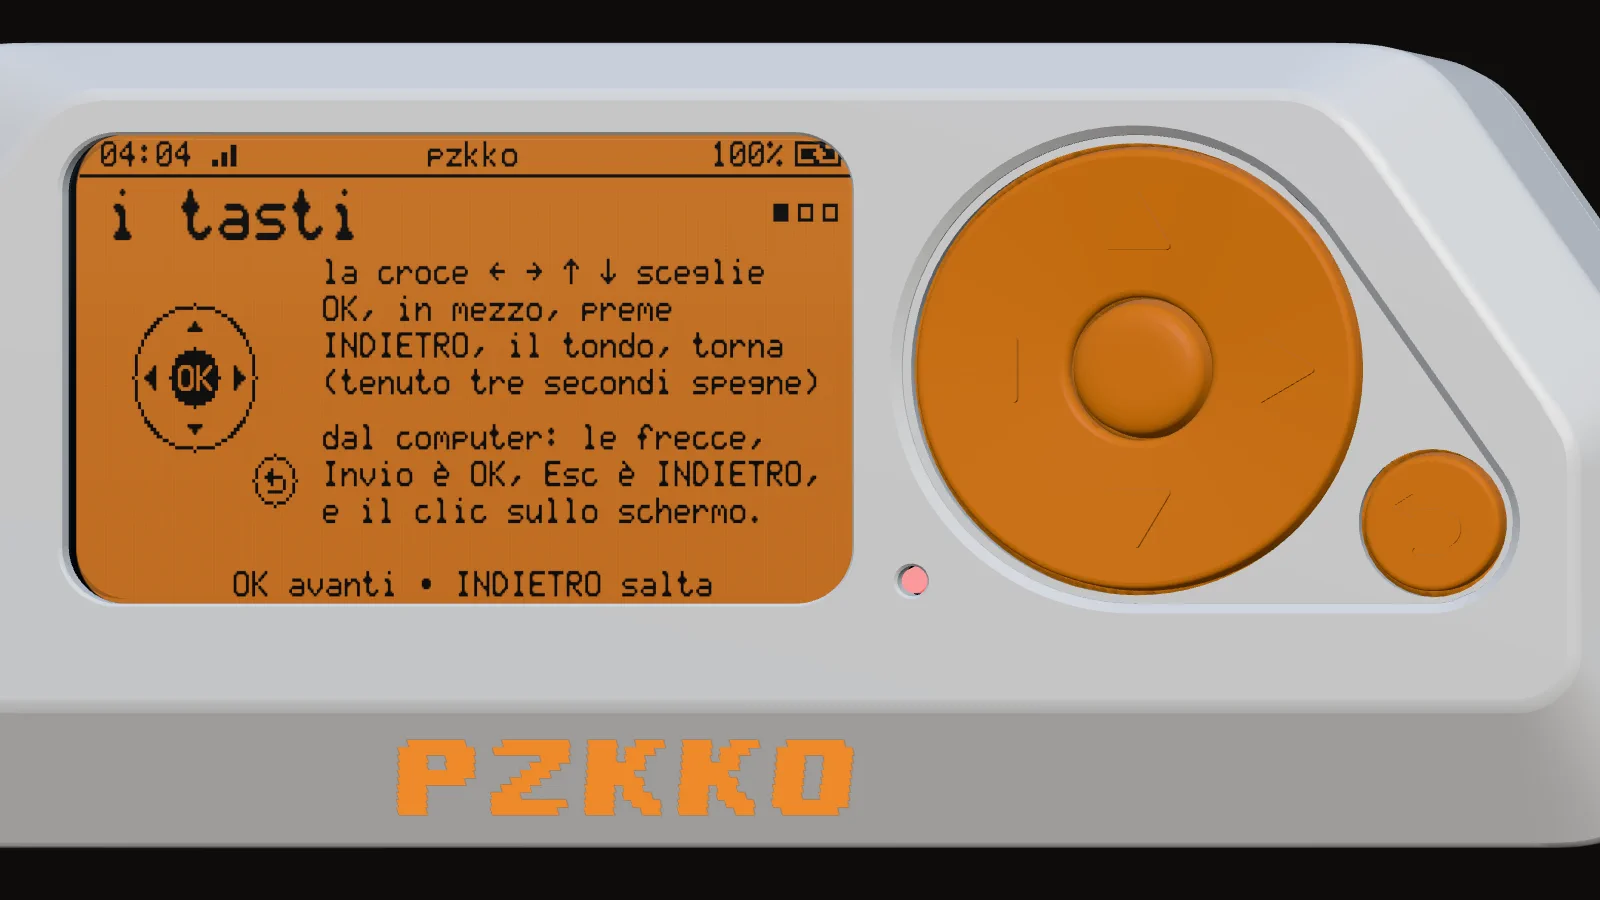 04:04 pzkko 100%
i tasti
la croce ← → ↑ ↓ sceglie
OK, in mezzo, preme
INDIETRO, il tondo, torna
(tenuto tre secondi spegne)
OK
dal computer: le frecce,
Invio è OK, Esc è INDIETRO,
e il clic sullo schermo.
OK avanti • INDIETRO salta
PZKKO